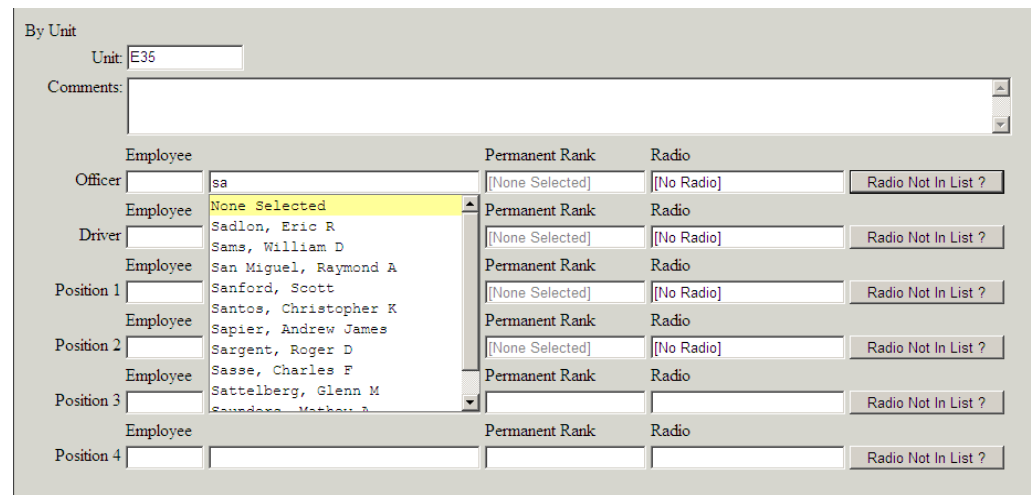 By Unit
Unit: E35
Comments:
Employee Permanent Rank Radio
Officer sa [None Selected] [No Radio] Radio Not In List ?
None Selected
Employee Permanent Rank Radio
Sadlon, Eric R
Driver [None Selected] [No Radio] Radio Not In List ?
Sams, William D
Employee San Miguel, Raymond A Permanent Rank Radio
Sanford, Scott
Position 1 [None Selected] [No Radio] Radio Not In List ?
Santos, Christopher K
Employee Permanent Rank Radio
Sapier, Andrew James
Position 2 Sargent, Roger D [None Selected] [No Radio] Radio Not In List ?
Sasse, Charles F
Employee Permanent Rank Radio
Sattelberg, Glenn M
Position 3 Radio Not In List ?
Employee Permanent Rank Radio
Position 4 Radio Not In List ?